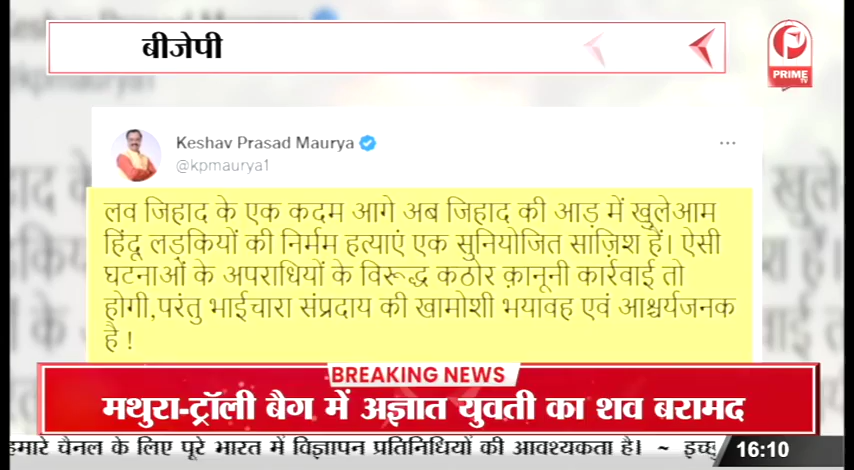 बीजेपी
PRIME
TV
Keshav Prasad Maurya
@kpmaurya1
लव जिहाद के एक कदम आगे अब जिहाद की आड़ में खुलेआम
हिंदू लड़कियों की निर्मम हत्याएं एक सुनियोजित साज़िश हैं। ऐसी
घटनाओं के अपराधियों के विरूद्ध कठोर क़ानूनी कार्रवाई तो
होगी,परंतु भाईचारा संप्रदाय की खामोशी भयावह एवं आश्चर्यजनक
है !
BREAKING NEWS
मथुरा-ट्रॉली बैग में अज्ञात युवती का शव बरामद
हमारे चैनल के लिए पूरे भारत में विज्ञापन प्रतिनिधियों की आवश्यकता है। ~
16:10